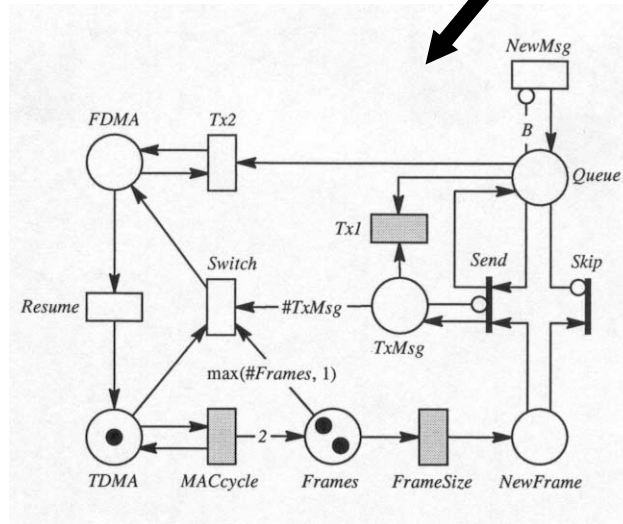 NewMsg
FDMA
Tx2
B
Queue
Tx1
Send
Skip
Switch
Resume
#TxMsg
TxMsg
max(#Frames, 1)
2
TDMA
MACcycle
Frames
FrameSize
NewFrame